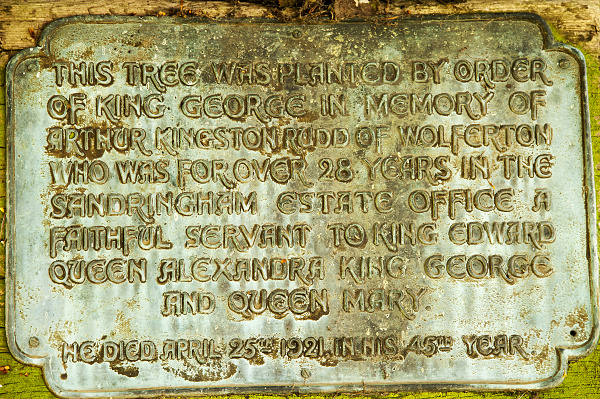 THIS TREE WAS PLANTED BY ORDER
OF KING GEORGE IN MEMORY OF
ARTHUR KINGSTON RUDD OF WOLFERTON
WHO WAS FOR OVER 28 YEARS IN THE
SANDRINGHAM ESTATE OFFICE A
FAITHFUL SERVANT TO KING EDWARD
QUEEN ALEXANDRA KING GEORGE
AND QUEEN MARY.
HE DIED APRIL 25TH 1921, IN HIS 45TH YEAR.